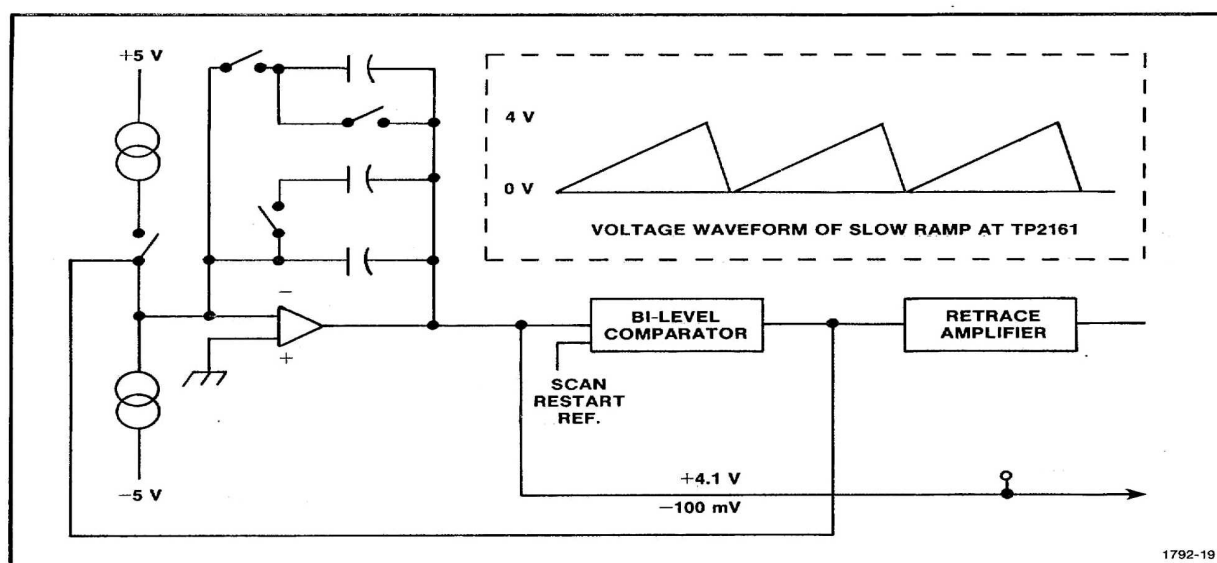 +5 V
4 V
0 V
VOLTAGE WAVEFORM OF SLOW RAMP AT TP2161
−
+
BI-LEVEL
COMPARATOR
RETRACE
AMPLIFIER
SCAN
RESTART
REF.
−5 V
+4.1 V
−100 mV
1792-19